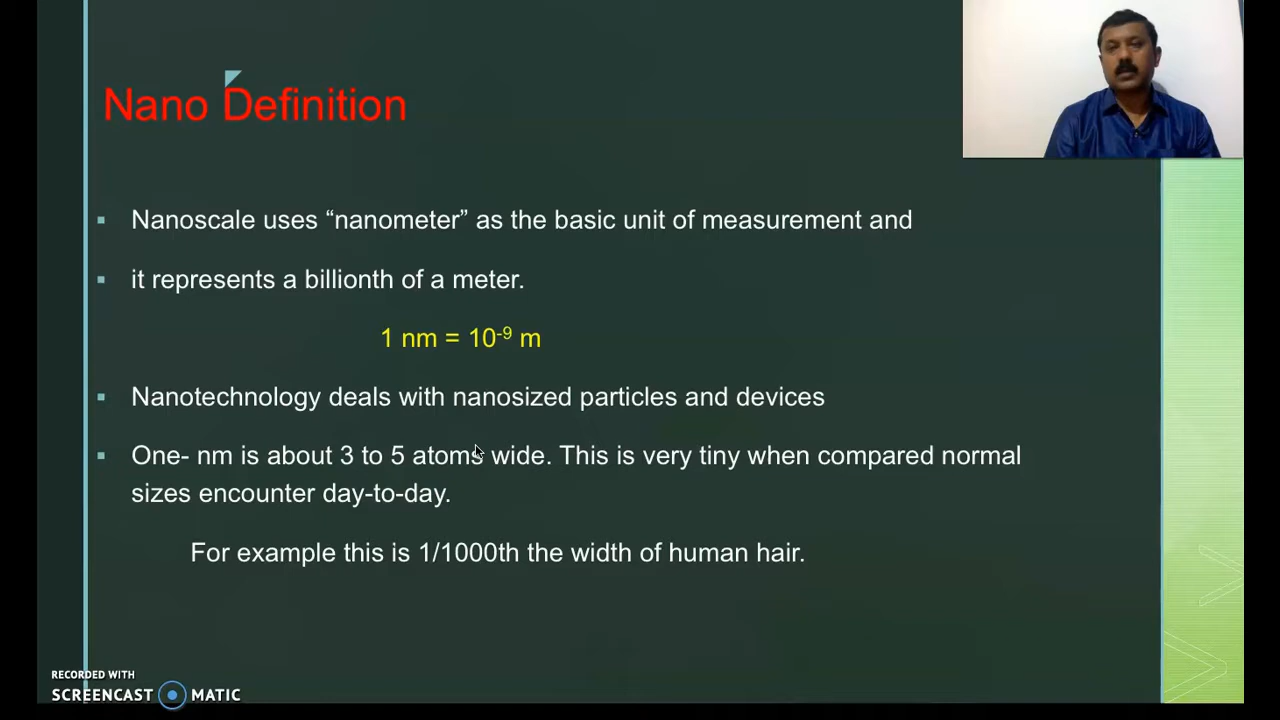 Nano Definition
▪ Nanoscale uses “nanometer” as the basic unit of measurement and
▪ it represents a billionth of a meter.
1 nm = 10⁻⁹ m
▪ Nanotechnology deals with nanosized particles and devices
▪ One- nm is about 3 to 5 atoms wide. This is very tiny when compared normal
sizes encounter day-to-day.
For example this is 1/1000th the width of human hair.
RECORDED WITH
SCREENCAST MATIC